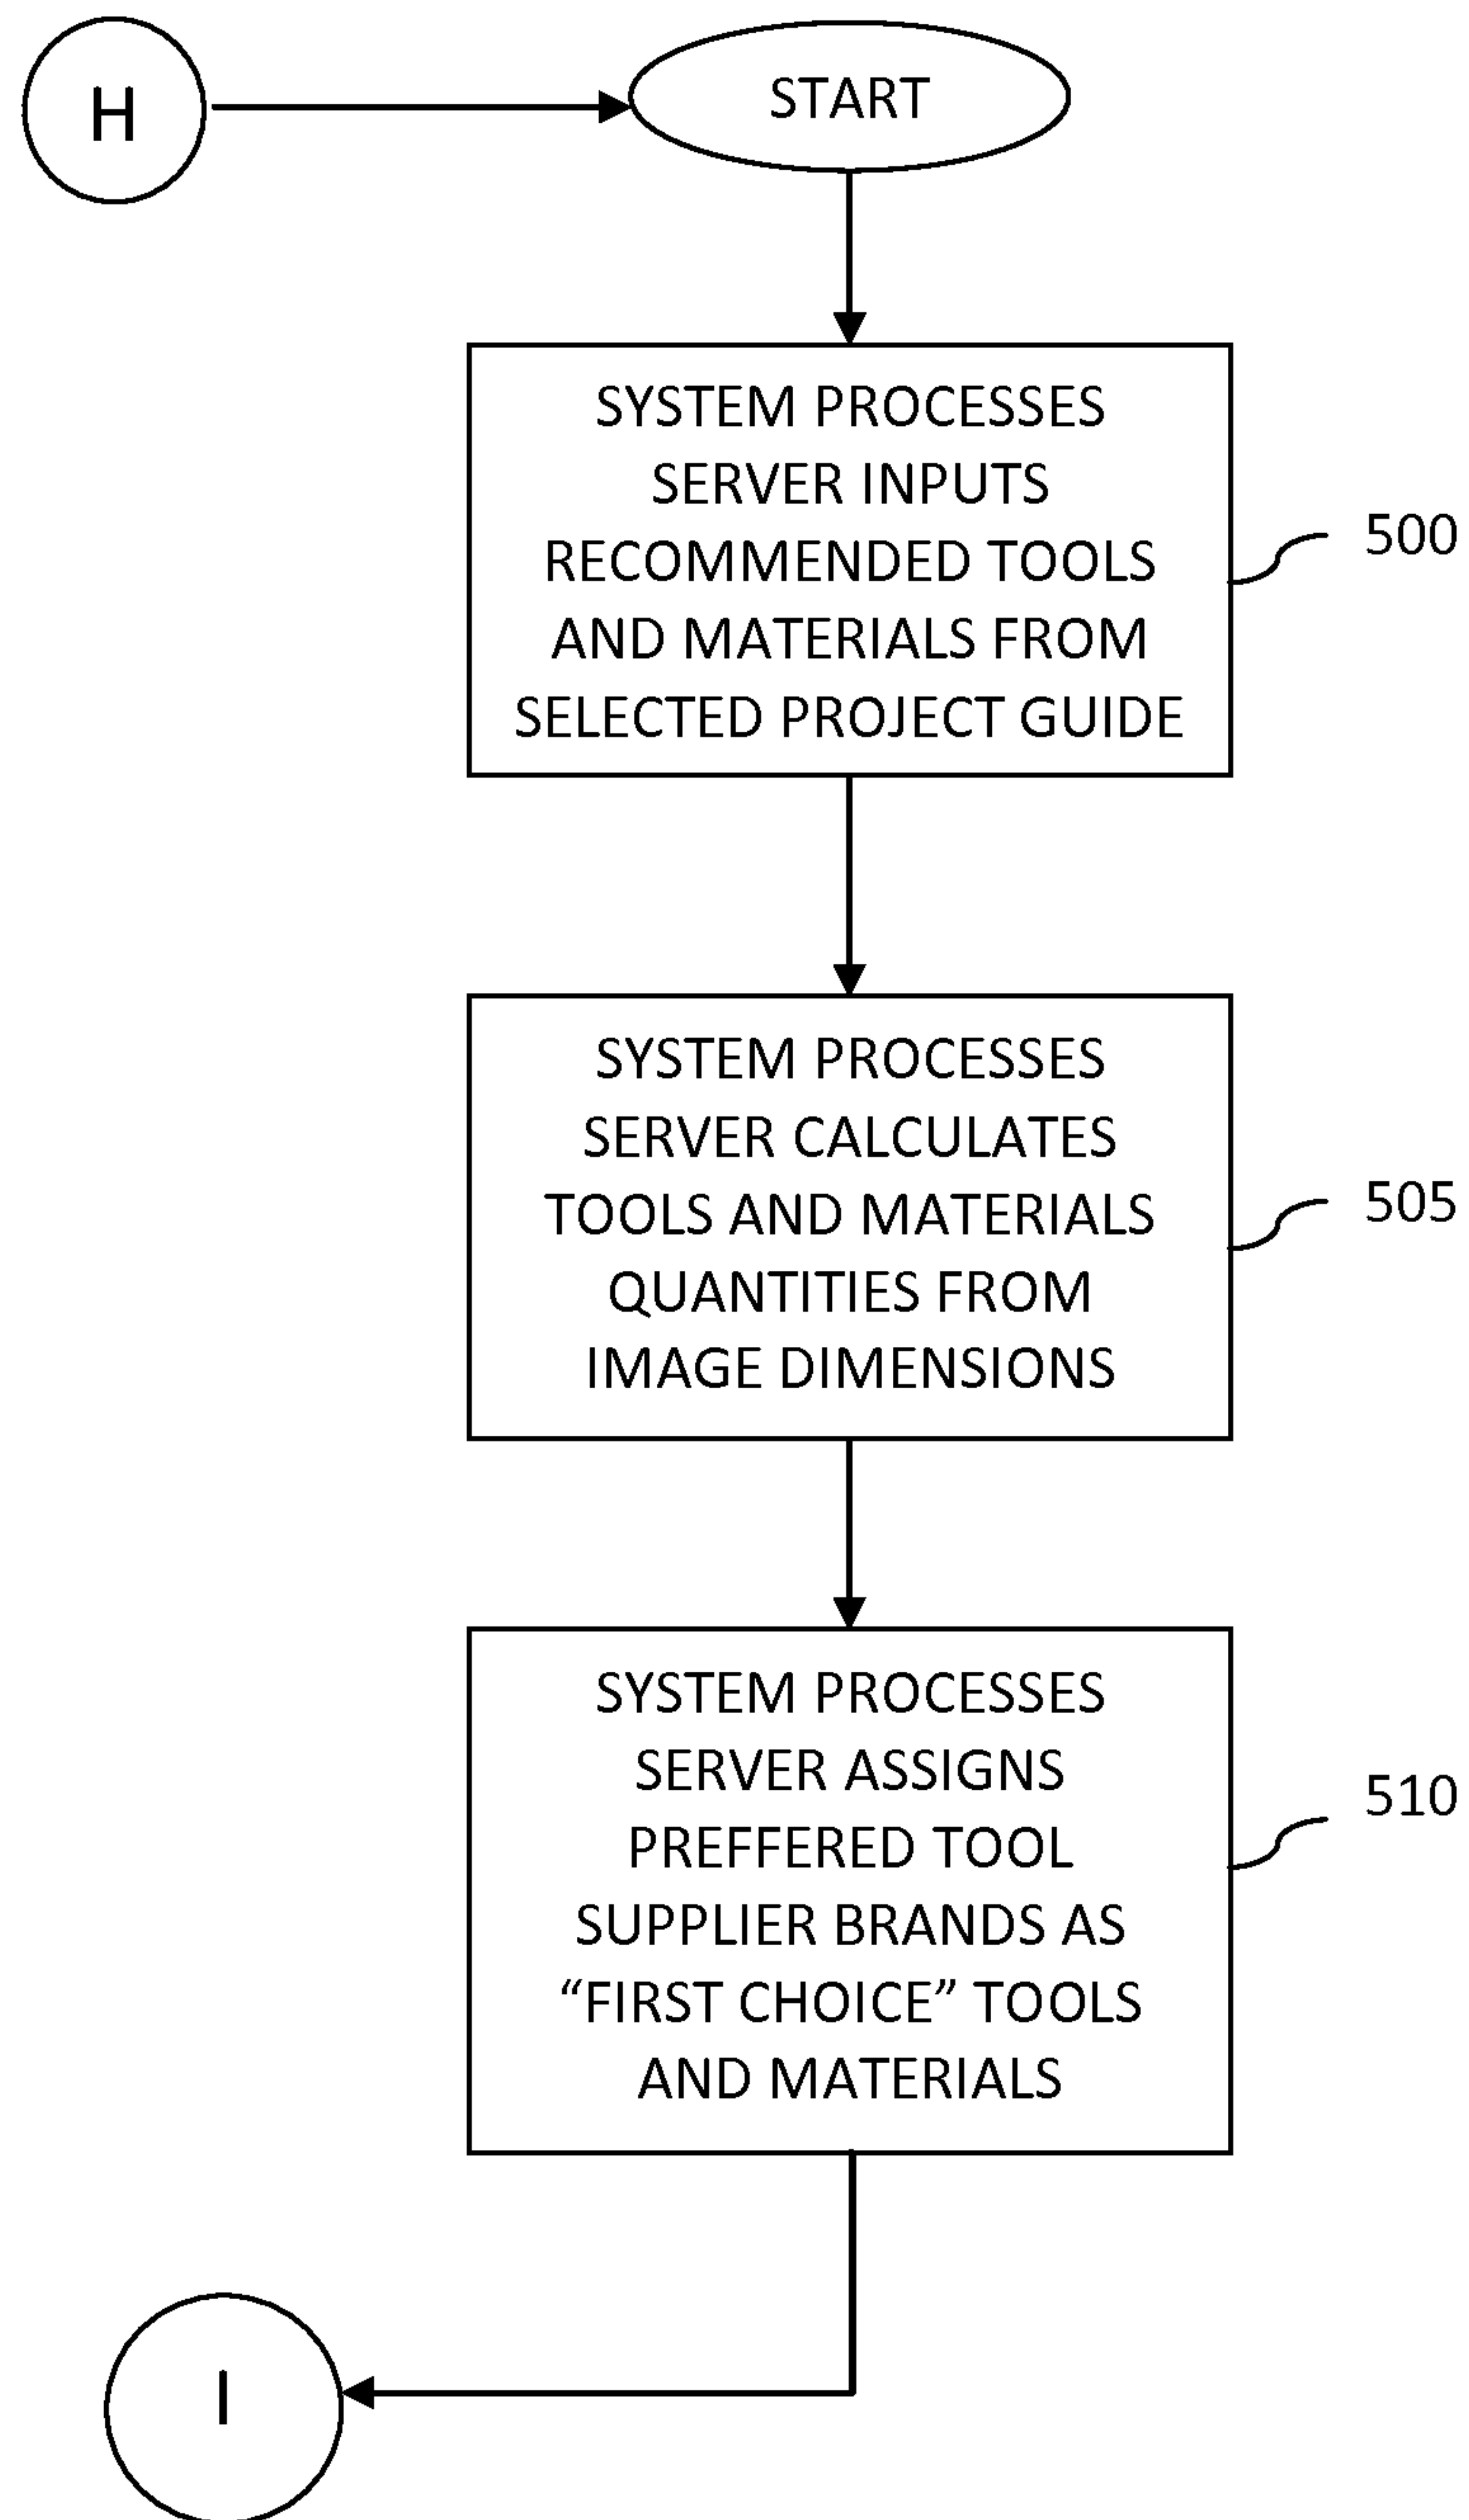 H
START
SYSTEM PROCESSES
SERVER INPUTS
RECOMMENDED TOOLS
AND MATERIALS FROM
SELECTED PROJECT GUIDE
500
SYSTEM PROCESSES
SERVER CALCULATES
TOOLS AND MATERIALS
QUANTITIES FROM
IMAGE DIMENSIONS
505
SYSTEM PROCESSES
SERVER ASSIGNS
PREFFERED TOOL
SUPPLIER BRANDS AS
“FIRST CHOICE” TOOLS
AND MATERIALS
510
I